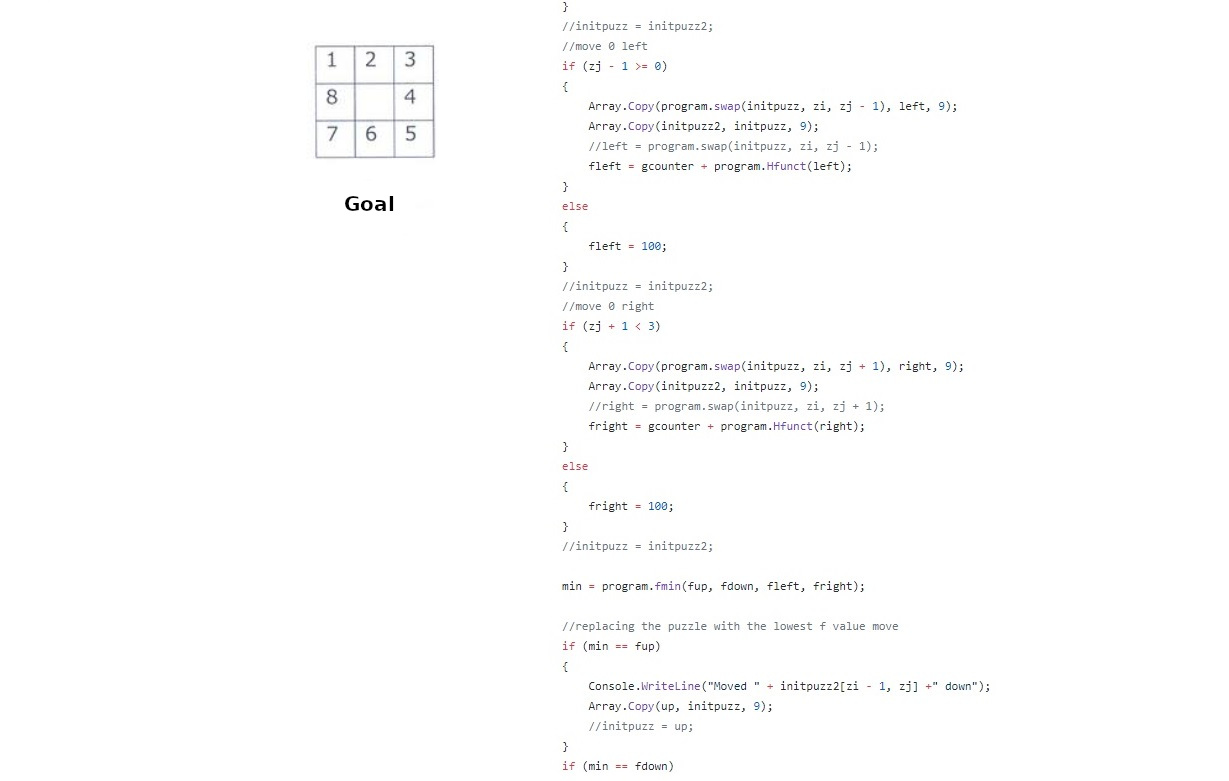 1 2 3
8 4
7 6 5
Goal
}
//initpuzz = initpuzz2;
//move 0 left
if (zj - 1 >= 0)
{
Array.Copy(program.swap(initpuzz, zi, zj - 1), left, 9);
Array.Copy(initpuzz2, initpuzz, 9);
//left = program.swap(initpuzz, zi, zj - 1);
fleft = gcounter + program.Hfunct(left);
}
else
{
fleft = 100;
}
//initpuzz = initpuzz2;
//move 0 right
if (zj + 1 < 3)
{
Array.Copy(program.swap(initpuzz, zi, zj + 1), right, 9);
Array.Copy(initpuzz2, initpuzz, 9);
//right = program.swap(initpuzz, zi, zj + 1);
fright = gcounter + program.Hfunct(right);
}
else
{
fright = 100;
}
//initpuzz = initpuzz2;
min = program.fmin(fup, fdown, fleft, fright);
//replacing the puzzle with the lowest f value move
if (min == fup)
{
Console.WriteLine("Moved " + initpuzz2[zi - 1, zj] +" down");
Array.Copy(up, initpuzz, 9);
//initpuzz = up;
}
if (min == fdown)